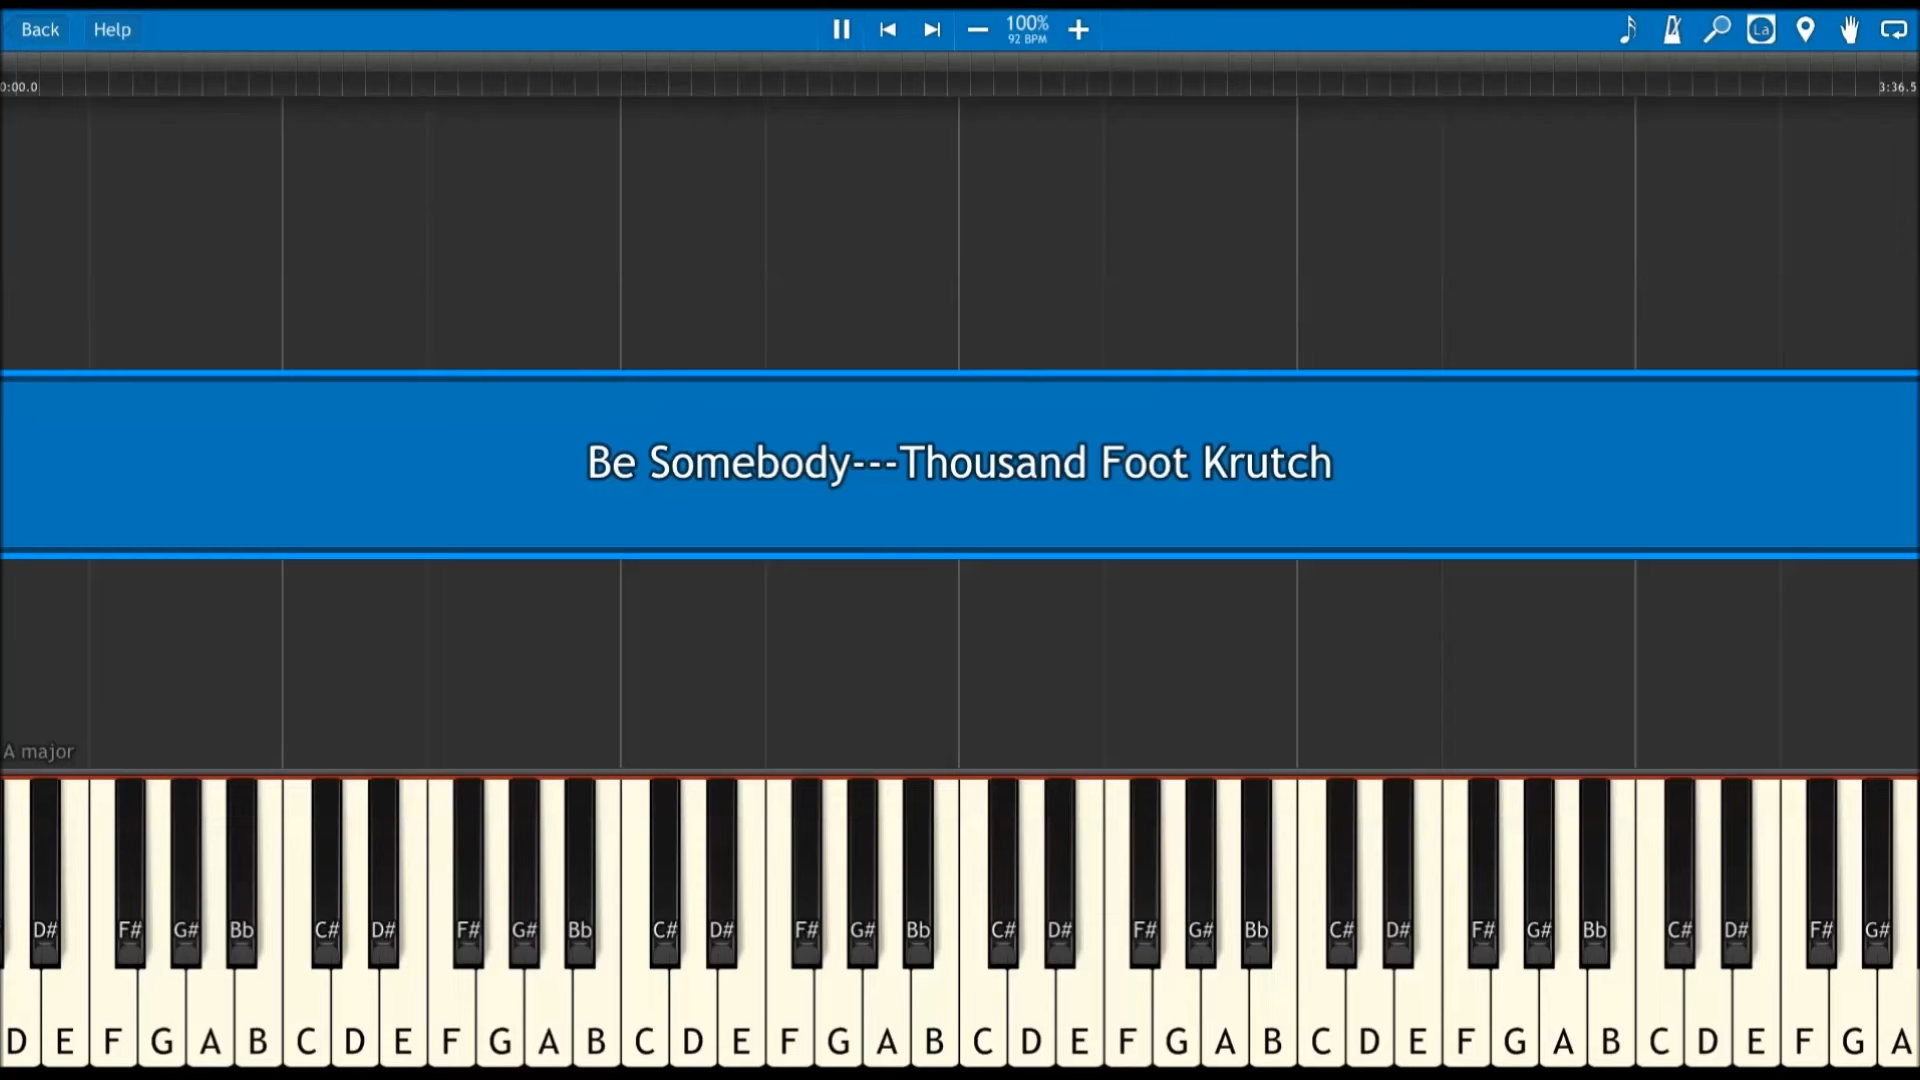 Back Help 100% La
92 BPM
0:00.0 3:36.5
Be Somebody---Thousand Foot Krutch
A major
D# F# G# Bb C# D# F# G# Bb C# D# F# G# Bb C# D# F# G# Bb C# D# F# G# Bb C# D# F# G#
D E F G A B C D E F G A B C D E F G A B C D E F G A B C D E F G A B C D E F G A